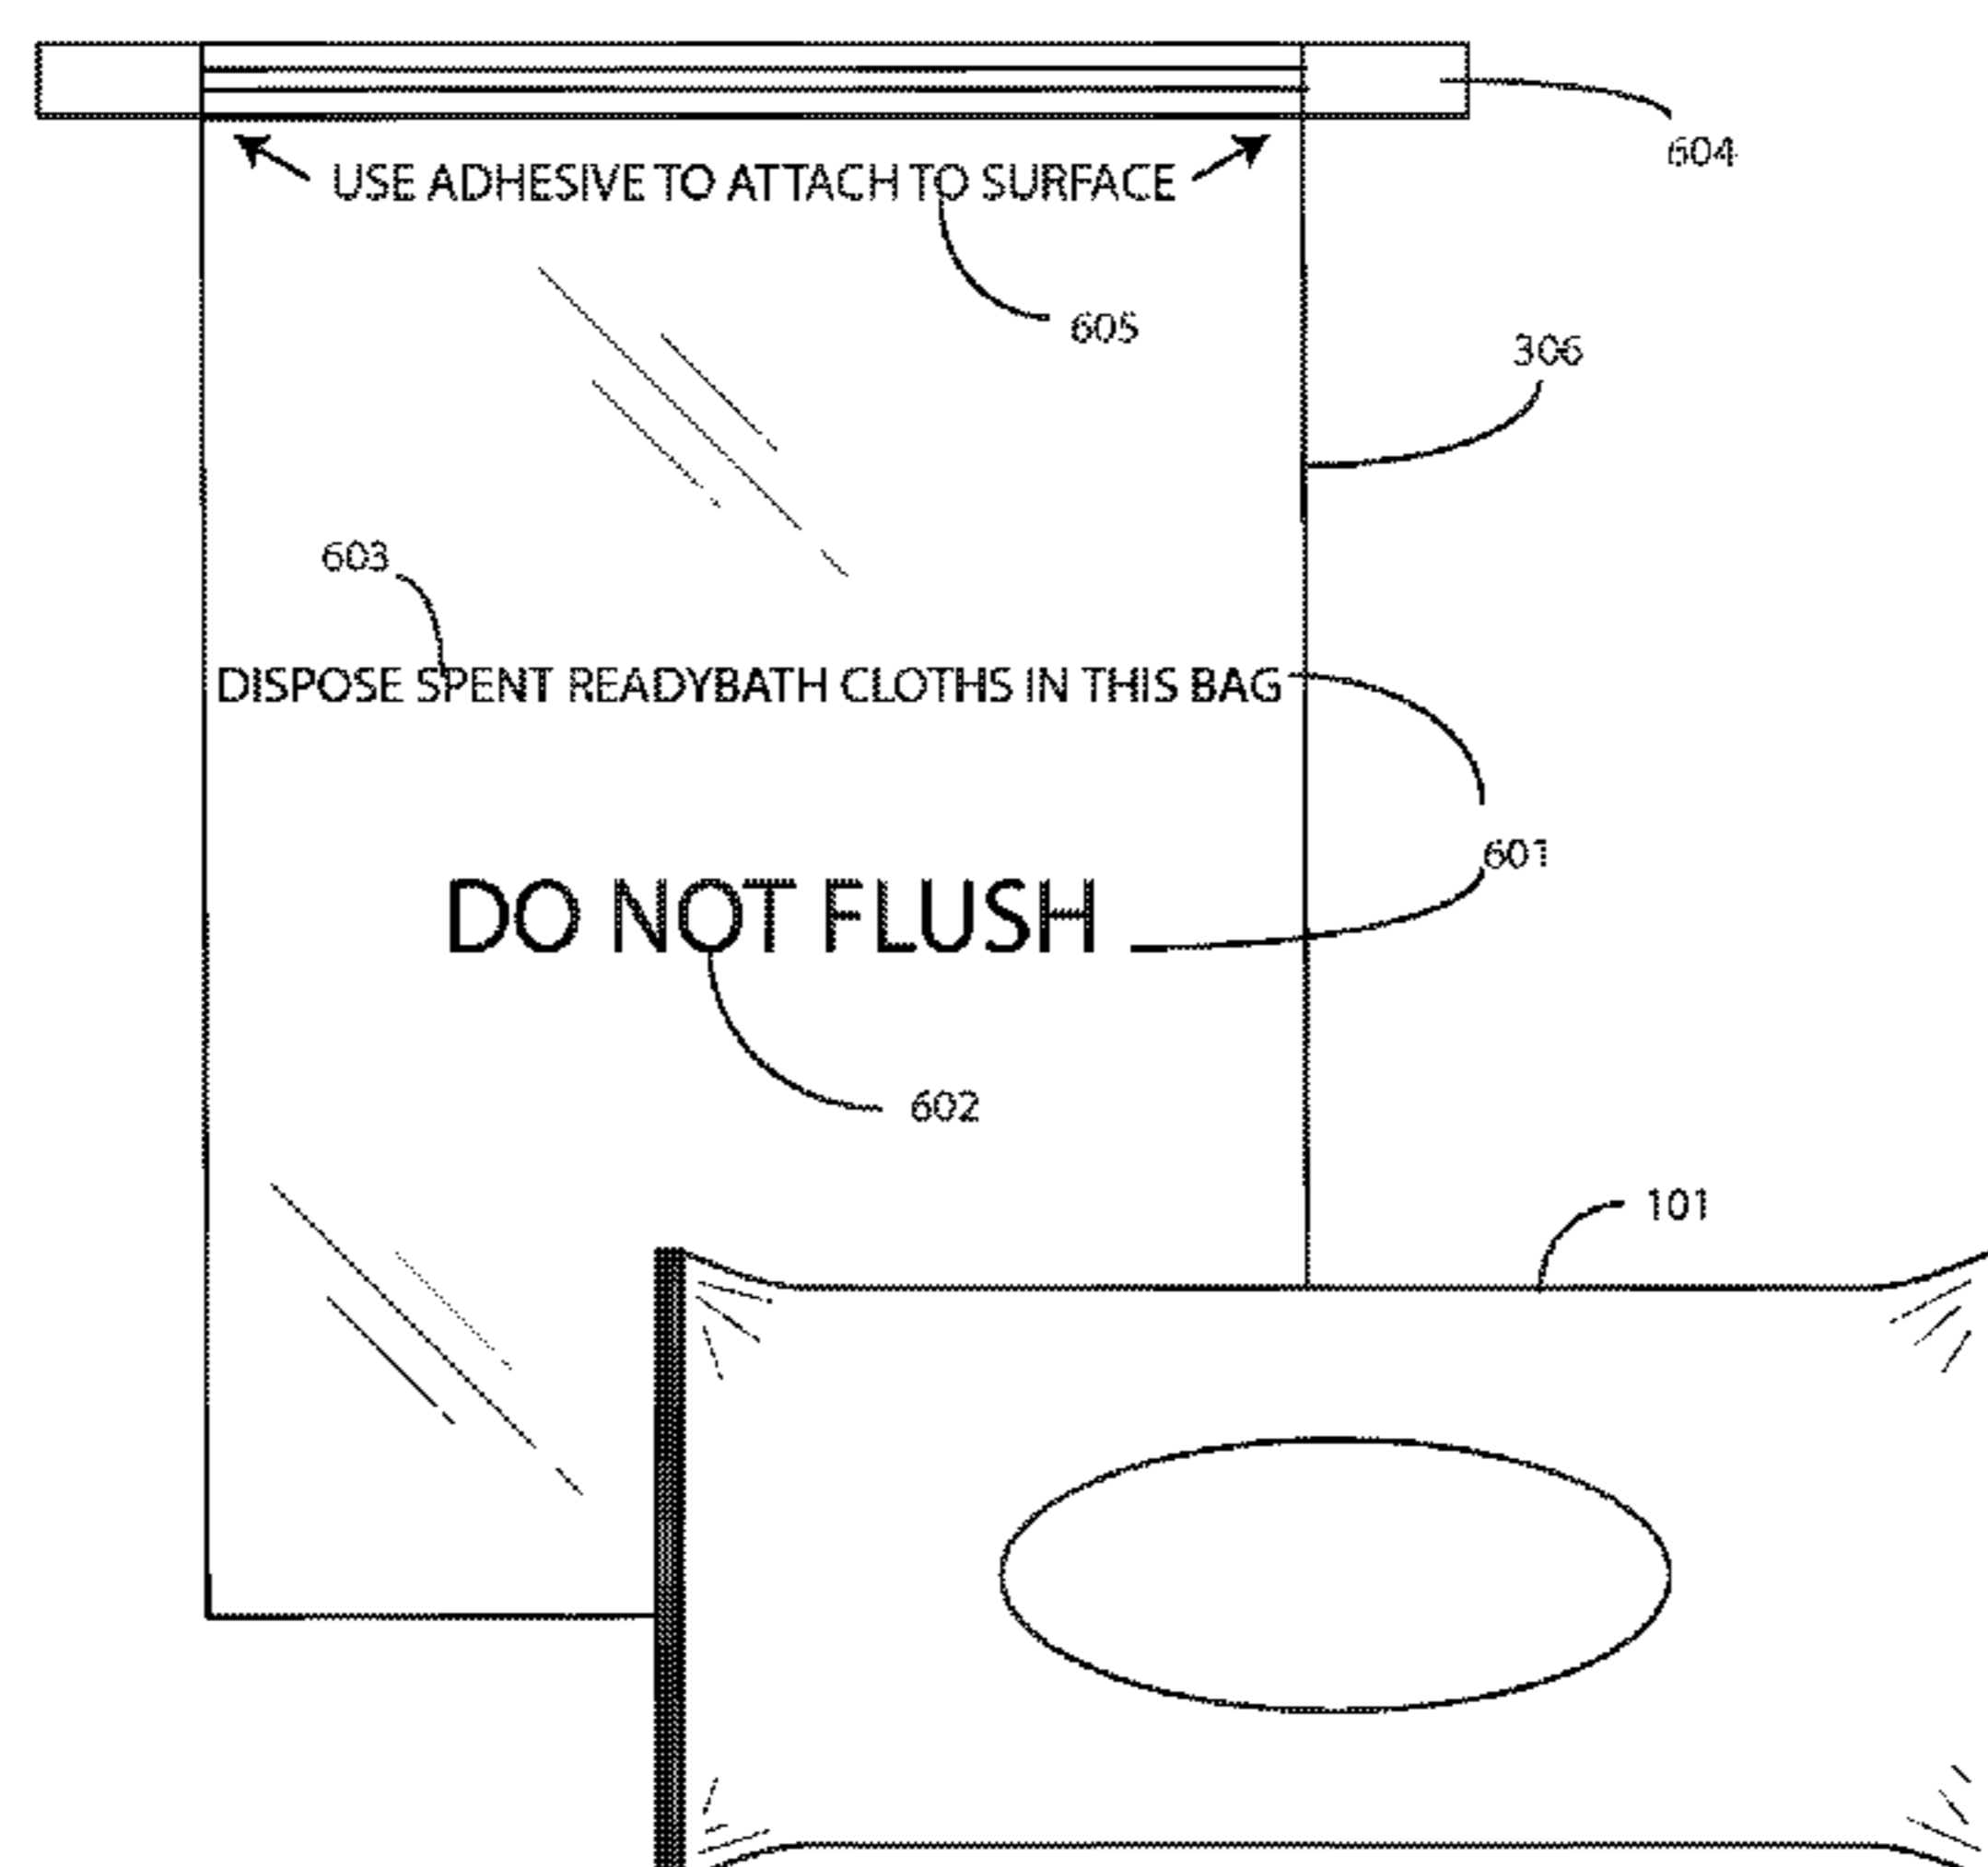 604
USE ADHESIVE TO ATTACH TO SURFACE
605
306
603
DISPOSE SPENT READYBATH CLOTHS IN THIS BAG
601
DO NOT FLUSH
602
101